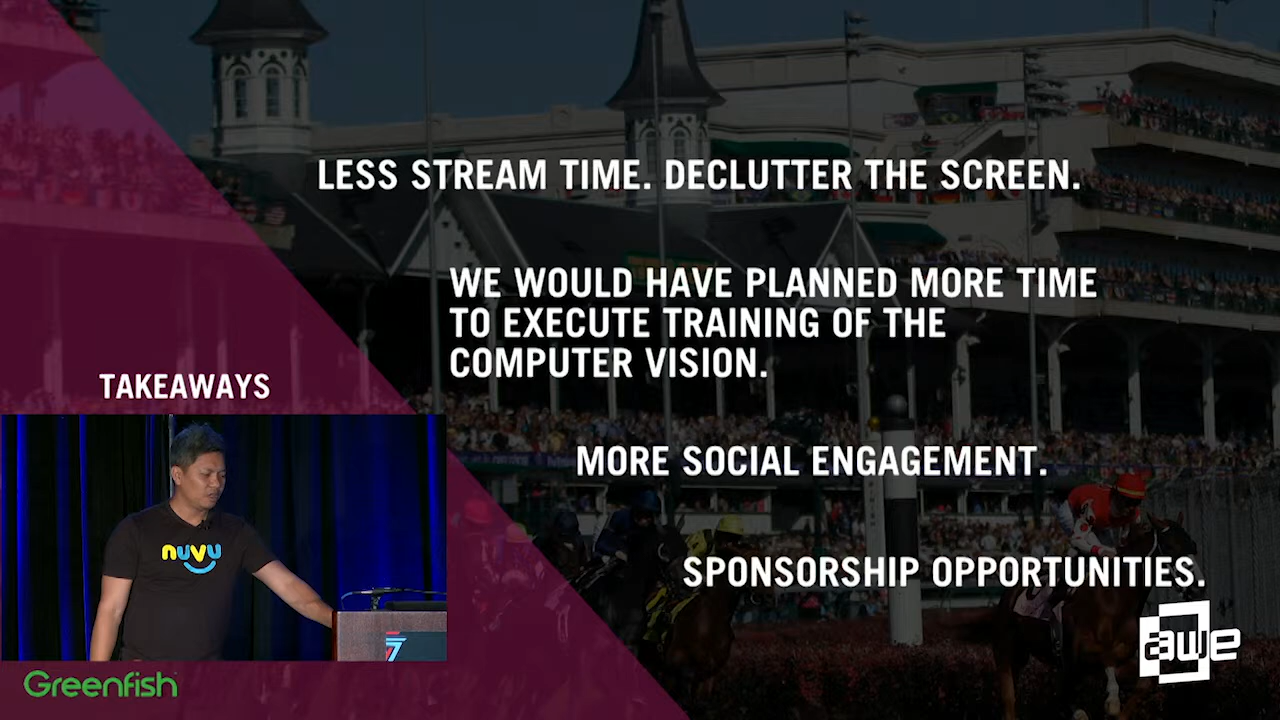 LESS STREAM TIME. DECLUTTER THE SCREEN.
WE WOULD HAVE PLANNED MORE TIME
TO EXECUTE TRAINING OF THE
COMPUTER VISION.
TAKEAWAYS
MORE SOCIAL ENGAGEMENT.
nuvu
SPONSORSHIP OPPORTUNITIES.
awe
Greenfish